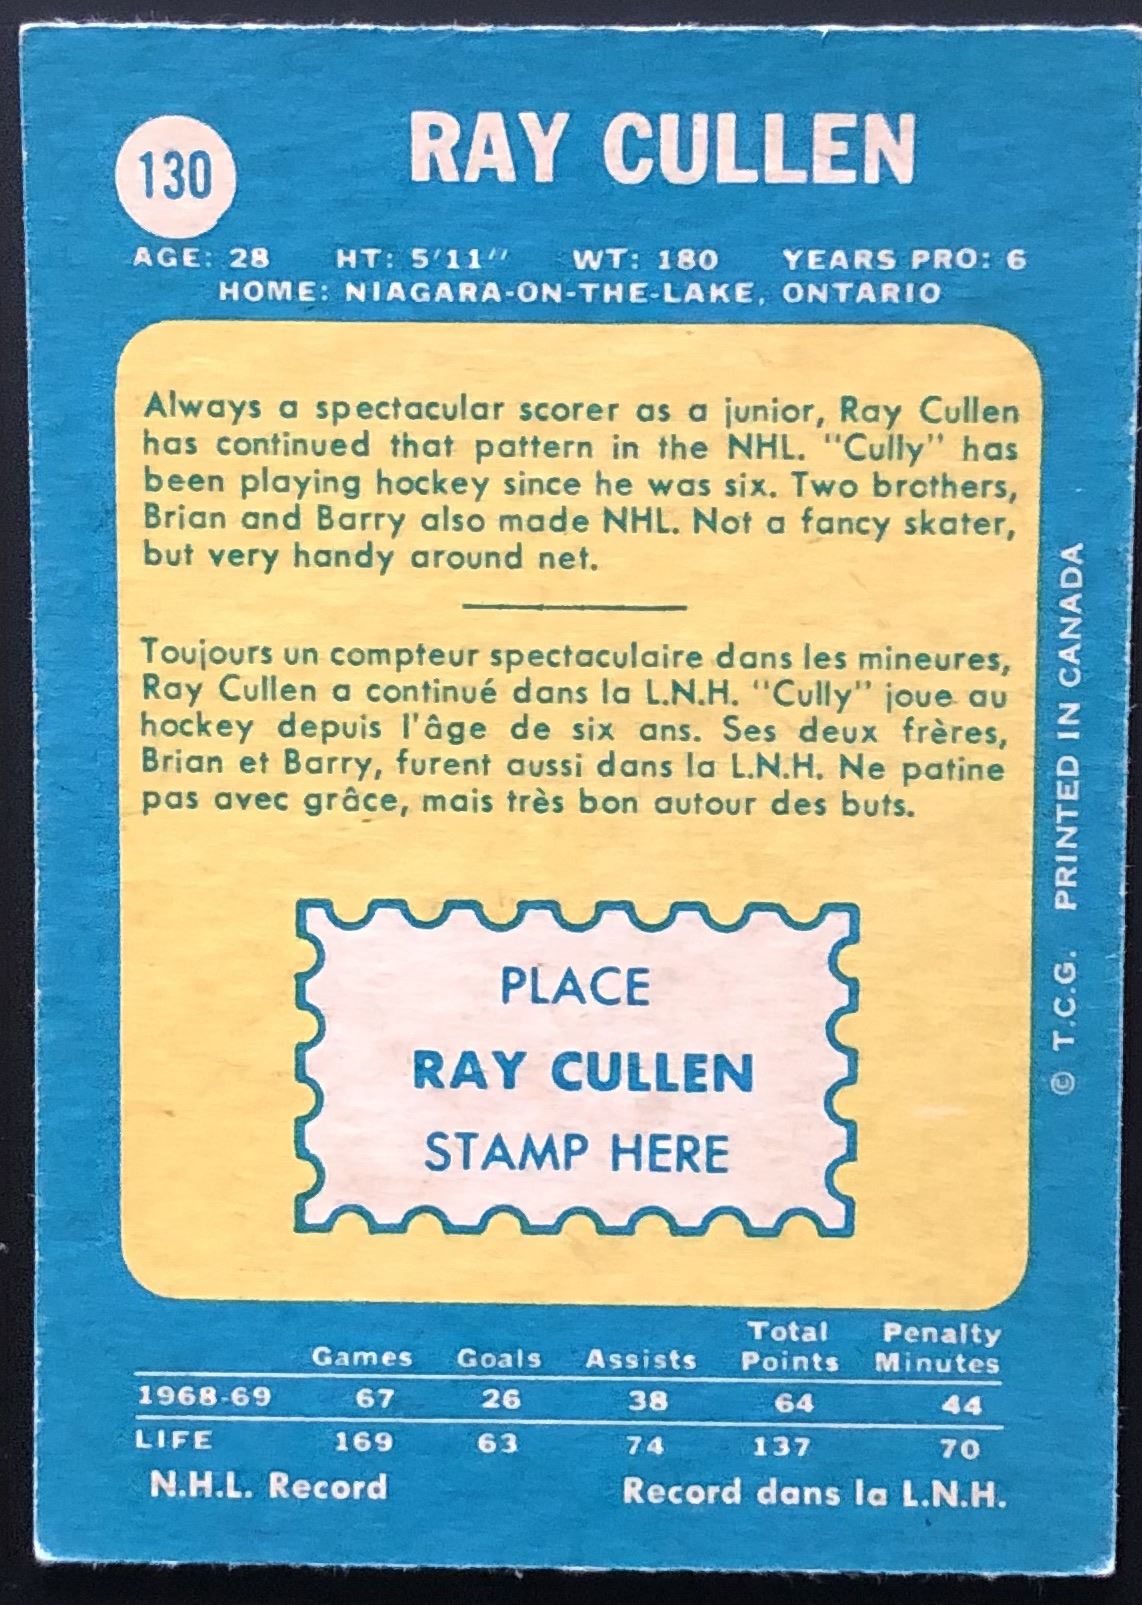 130
RAY CULLEN
AGE: 28 HT: 5'11" WT: 180 YEARS PRO: 6
HOME: NIAGARA-ON-THE-LAKE, ONTARIO
Always a spectacular scorer as a junior, Ray Cullen
has continued that pattern in the NHL. "Cully" has
been playing hockey since he was six. Two brothers,
Brian and Barry also made NHL. Not a fancy skater,
but very handy around net.
Toujours un compteur spectaculaire dans les mineures,
Ray Cullen a continué dans la L.N.H. "Cully" joue au
hockey depuis l'âge de six ans. Ses deux frères,
Brian et Barry, furent aussi dans la L.N.H. Ne patine
pas avec grâce, mais très bon autour des buts.
PLACE
RAY CULLEN
STAMP HERE
© T.C.G. PRINTED IN CANADA
Total Penalty
Games Goals Assists Points Minutes
1968-69 67 26 38 64 44
LIFE 169 63 74 137 70
N.H.L. Record Record dans la L.N.H.